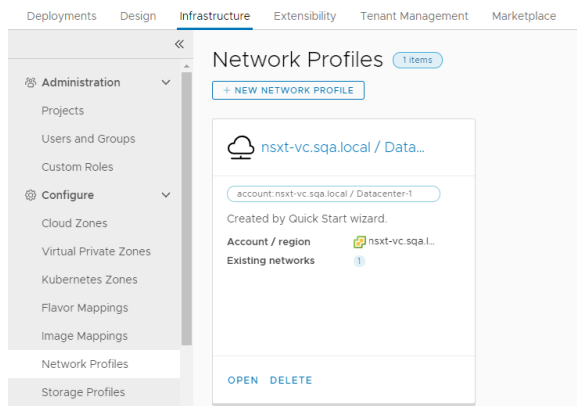 Deployments Design Infrastructure Extensibility Tenant Management Marketplace
«
Administration
Projects
Users and Groups
Custom Roles
Configure
Cloud Zones
Virtual Private Zones
Kubernetes Zones
Flavor Mappings
Image Mappings
Network Profiles
Storage Profiles
Network Profiles 1 items
+ NEW NETWORK PROFILE
nsxt-vc.sqa.local / Data...
account:nsxt-vc.sqa.local / Datacenter-1
Created by Quick Start wizard.
Account / region nsxt-vc.sqa.l...
Existing networks 1
OPEN DELETE